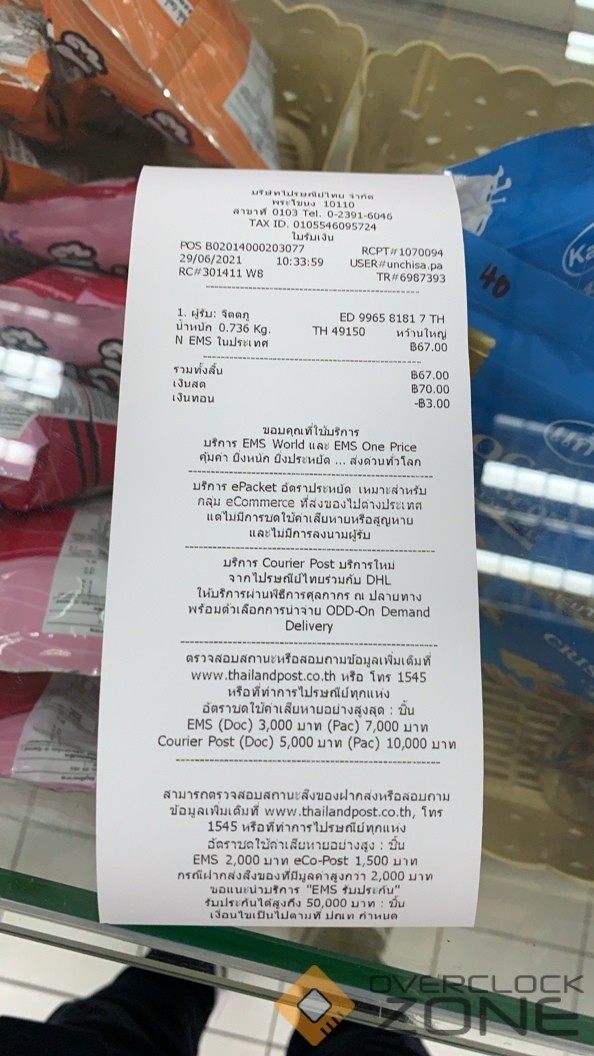 บริษัทไปรษณีย์ไทย จำกัด
พระโขนง 10110
สาขาที่ 0103 Tel. 0-2391-6046
TAX ID. 0105546095724
ใบรับเงิน
POS B02014000203077 RCPT#1070094
29/06/2021 10:33:59 USER#unchisa.pa
RC#301411 W8 TR#6987393
1. ผู้รับ: จิตตภู ED 9965 8181 7 TH
น้ำหนัก 0.736 Kg. TH 49150 หว้านใหญ่
N EMS ในประเทศ ฿67.00
รวมทั้งสิ้น ฿67.00
เงินสด ฿70.00
เงินทอน -฿3.00
ขอบคุณที่ใช้บริการ
บริการ EMS World และ EMS One Price
คุ้มค่า ยิ่งหนัก ยิ่งประหยัด ... ส่งด่วนทั่วโลก
บริการ ePacket อัตราประหยัด เหมาะสำหรับ
กลุ่ม eCommerce ที่ส่งของไปต่างประเทศ
แต่ไม่มีการชดใช้ค่าเสียหายหรือสูญหาย
และไม่มีการลงนามผู้รับ
บริการ Courier Post บริการใหม่
จากไปรษณีย์ไทยร่วมกับ DHL
ให้บริการผ่านพิธีการศุลกากร ณ ปลายทาง
พร้อมตัวเลือกการนำจ่าย ODD-On Demand
Delivery
ตรวจสอบสถานะหรือสอบถามข้อมูลเพิ่มเติมที่
www.thailandpost.co.th หรือ โทร 1545
หรือที่ทำการไปรษณีย์ทุกแห่ง
อัตราชดใช้ค่าเสียหายอย่างสูงสุด : ชิ้น
EMS (Doc) 3,000 บาท (Pac) 7,000 บาท
Courier Post (Doc) 5,000 บาท (Pac) 10,000 บาท
สามารถตรวจสอบสถานะสิ่งของฝากส่งหรือสอบถาม
ข้อมูลเพิ่มเติมที่ www.thailandpost.co.th, โทร
1545 หรือที่ทำการไปรษณีย์ทุกแห่ง
อัตราชดใช้ค่าเสียหายอย่างสูง : ชิ้น
EMS 2,000 บาท eCo-Post 1,500 บาท
กรณีฝากส่งสิ่งของที่มีมูลค่าสูงกว่า 2,000 บาท
ขอแนะนำบริการ "EMS รับประกัน"
รับประกันได้สูงถึง 50,000 บาท : ชิ้น
เงื่อนไขเป็นไปตามที่ ปณท กำหนด
40
Ka
OVERCLOCK
ZONE